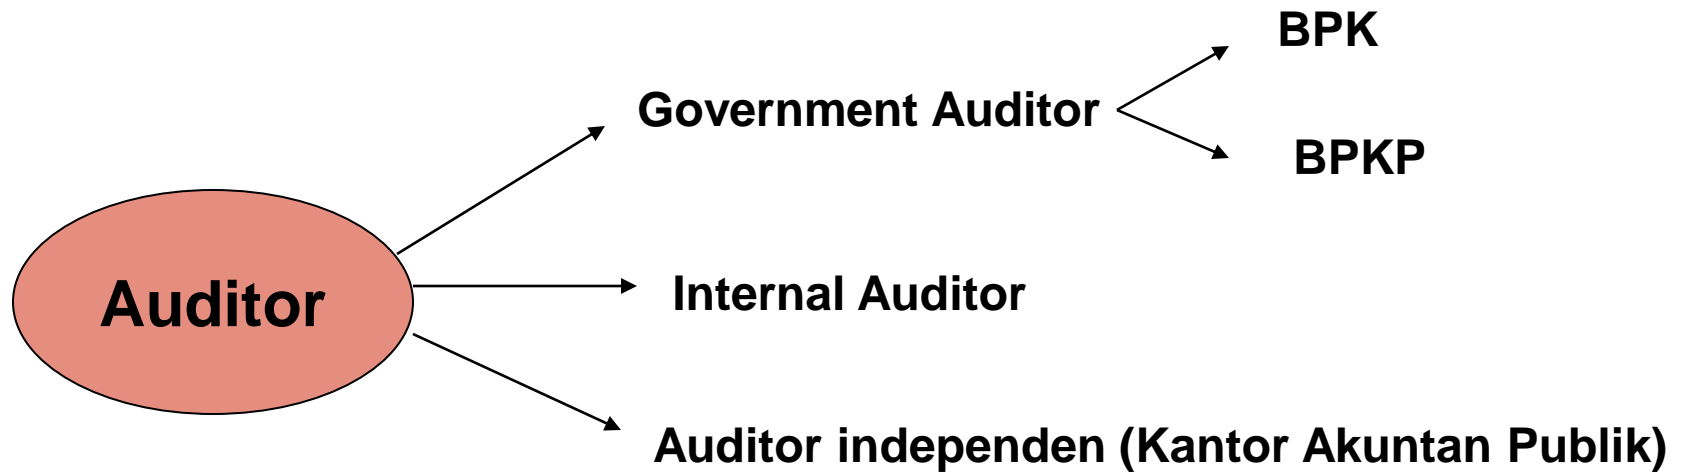 BPK
Government Auditor
BPKP
Auditor
Internal Auditor
Auditor independen (Kantor Akuntan Publik)